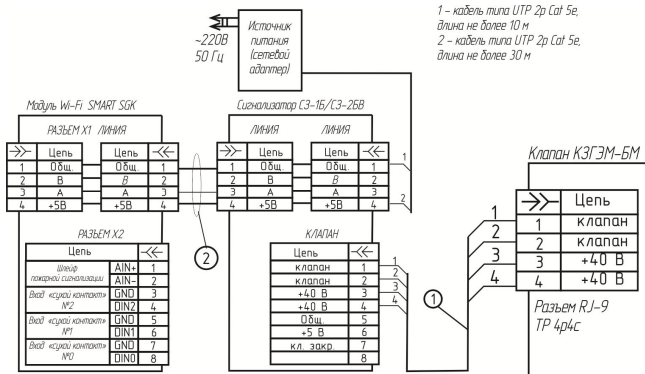 ~220В
50 Гц
Источник
питания
(сетевой
адаптер)
1 – кабель типа UTP 2p Cat 5e,
длина не более 10 м
2 – кабель типа UTP 2p Cat 5e,
длина не более 30 м
Модуль Wi-Fi SMART SGK
РАЗЪЕМ X1 ЛИНИЯ
Цепь Цепь
1 Общ. Общ. 1
2 B B 2
3 A A 3
4 +5В +5В 4
РАЗЪЕМ X2
Цепь
Шлейф
пожарной сигнализации
AIN+ 1
AIN- 2
Вход «сухой контакт»
№2
GND 3
DIN2 4
Вход «сухой контакт»
№1
GND 5
DIN1 6
Вход «сухой контакт»
№0
GND 7
DIN0 8
2
Сигнализатор СЗ-1Б/СЗ-2БВ
ЛИНИЯ ЛИНИЯ
Цепь Цепь
1 Общ. Общ. 1
2 B B 2
3 A A 3
4 +5В +5В 4
1
2
КЛАПАН
Цепь
клапан 1
клапан 2
+40 В 3
+40 В 4
Общ. 5
+5 В 6
кл. закр. 7
8
1
2
3
4
1
Клапан КЗГЭМ-БМ
1
2
3
4
Цепь
1 клапан
2 клапан
3 +40 В
4 +40 В
Разъем RJ-9
TP 4p4c